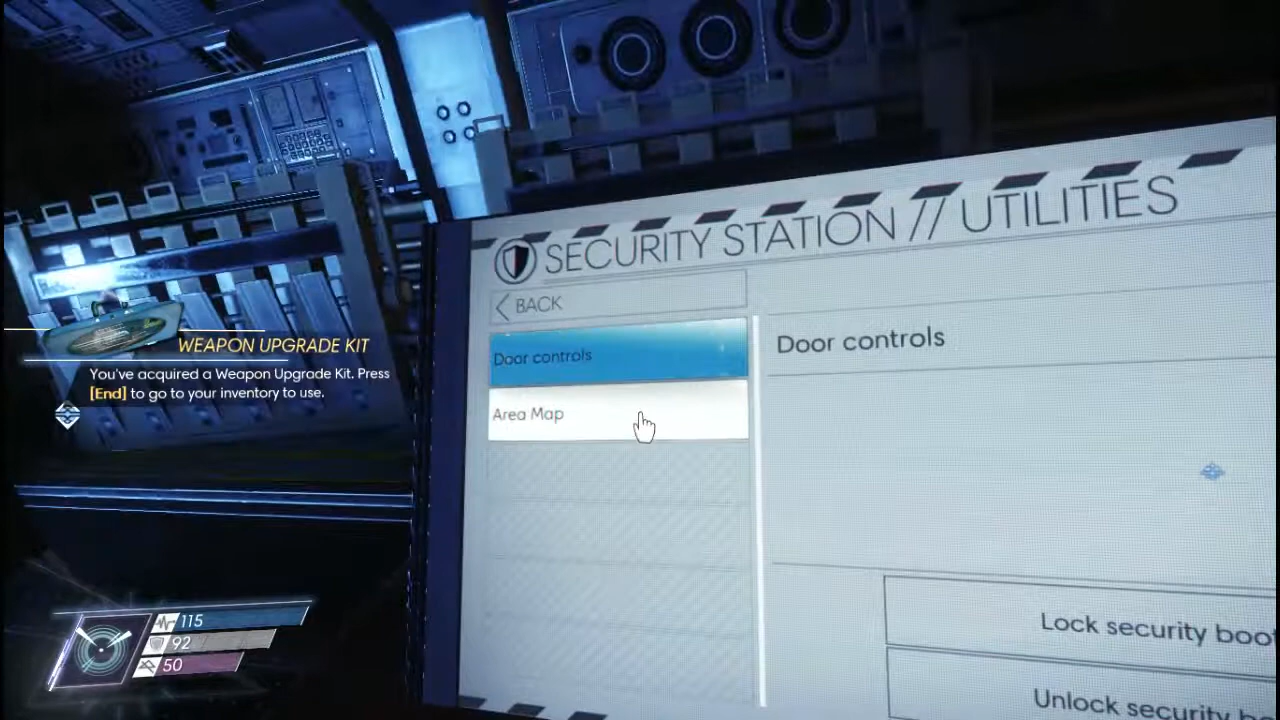 SECURITY STATION // UTILITIES
BACK
Door controls
Area Map
Door controls
Lock security
Unlock security
WEAPON UPGRADE KIT
You've acquired a Weapon Upgrade Kit. Press
[End] to go to your inventory to use.
115
92
50